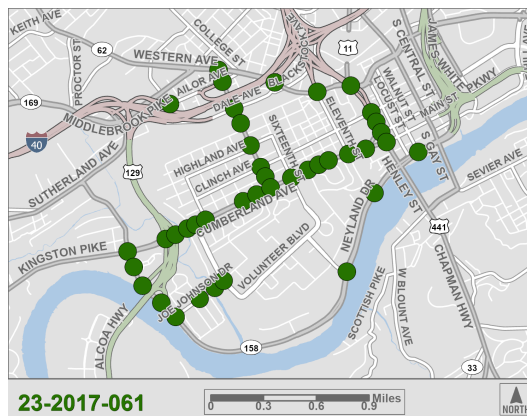 KEITH AVE
PROCTOR ST
62
WESTERN AVE
COLLEGE ST
BLACKSTOCK AVE
11
S CENTRAL ST
JAMES WHITE PKWY
AILOR AVE
DALE AVE
WALNUT ST
LOCUST ST
MAIN ST
169
MIDDLEBROOK PIKE
40
SUTHERLAND AVE
129
HIGHLAND AVE
CLINCH AVE
SIXTEENTH ST
ELEVENTH ST
S GAY ST
HENLEY ST
SEVIER AVE
CUMBERLAND AVE
KINGSTON PIKE
NEYLAND DR
VOLUNTEER BLVD
441
JOE JOHNSON DR
ALCOA HWY
SCOTTISH PIKE
W BLOUNT AVE
CHAPMAN HWY
158
33
23-2017-061
Miles
0 0.3 0.6 0.9
NORTH